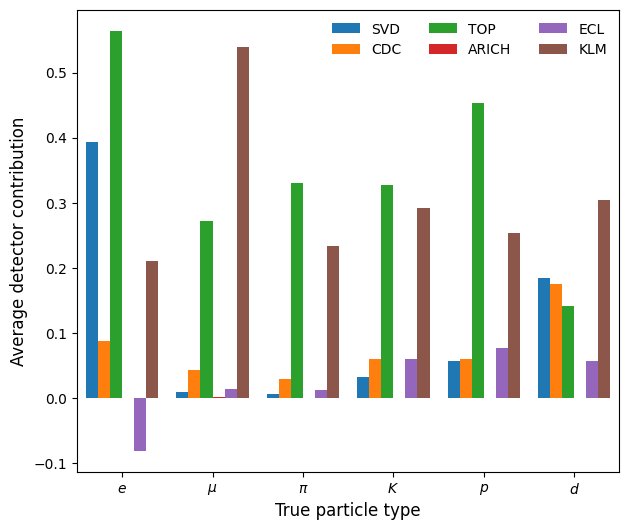 SVD TOP ECL
CDC ARICH KLM
Average detector contribution
0.5
0.4
0.3
0.2
0.1
0.0
−0.1
e μ π K p d
True particle type